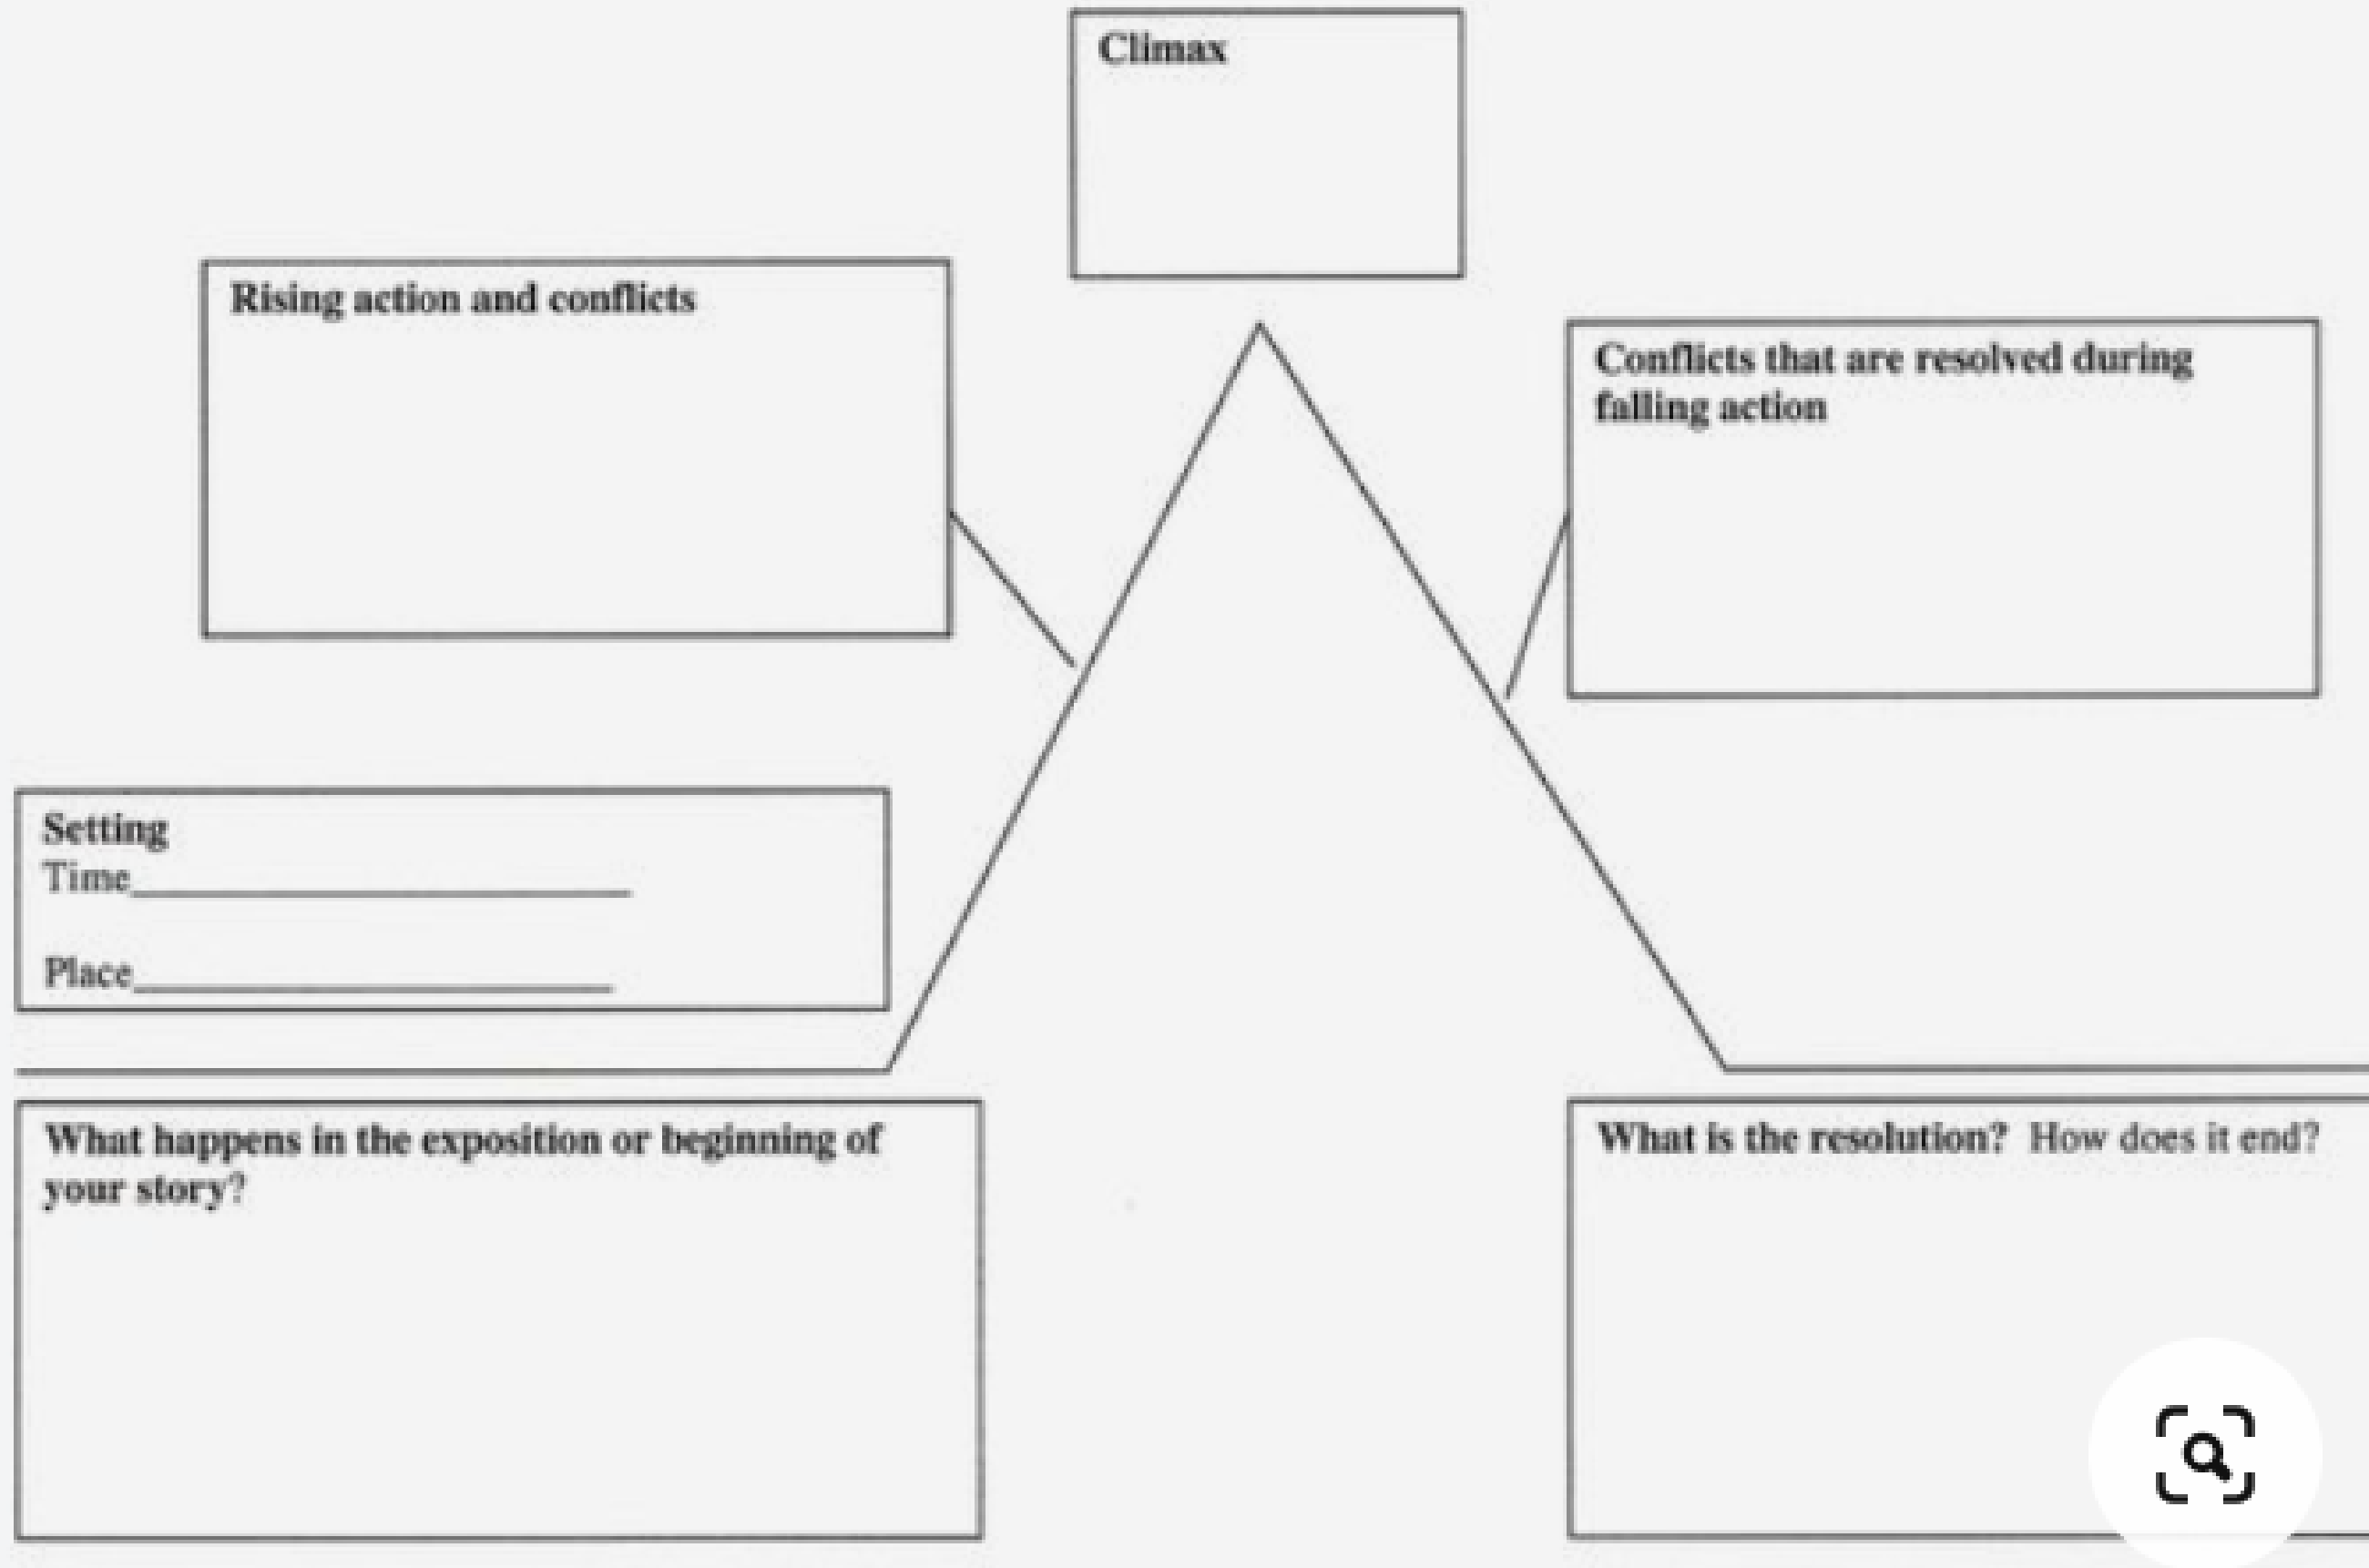 Climax
Rising action and conflicts
Conflicts that are resolved during
falling action
Setting
Time
Place
What happens in the exposition or beginning of
your story?
What is the resolution? How does it end?